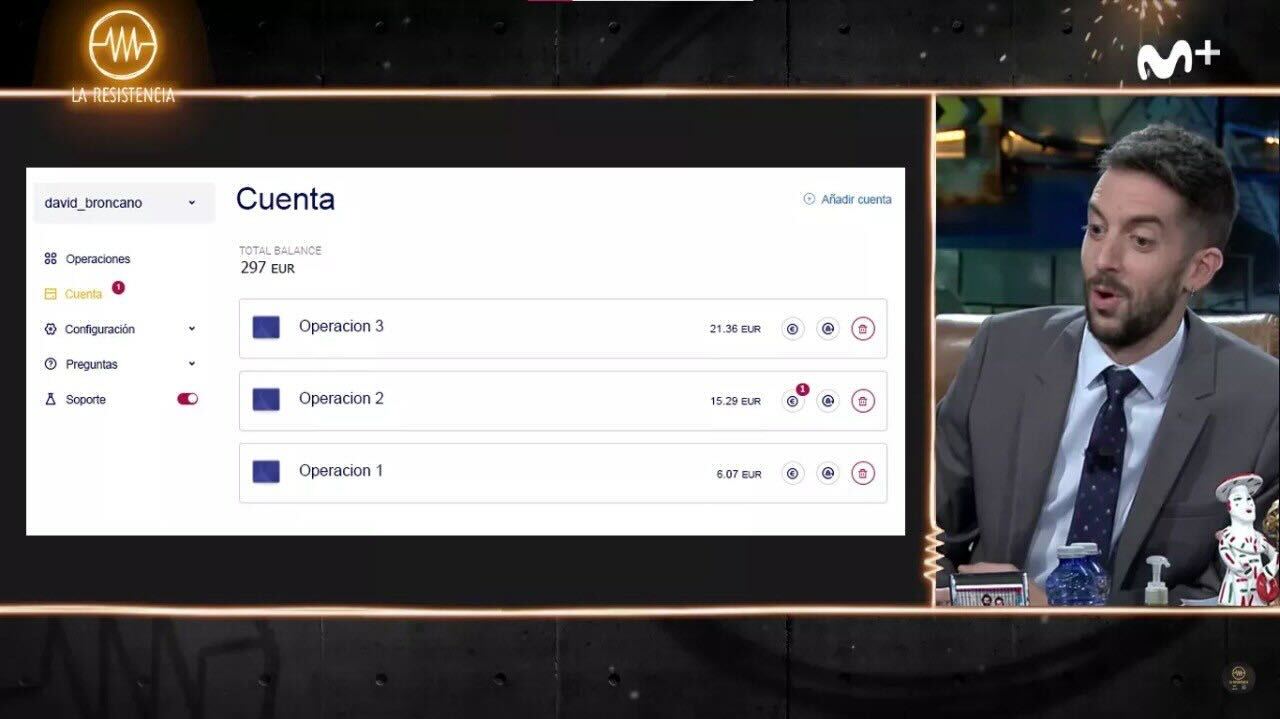 LA RESISTENCIA
M+
david_broncano
Cuenta
Añadir cuenta
TOTAL BALANCE
297 EUR
Operaciones
Cuenta 1
Configuración
Preguntas
Soporte
Operacion 3
21.36 EUR
Operacion 2
15.29 EUR
1
Operacion 1
6.07 EUR